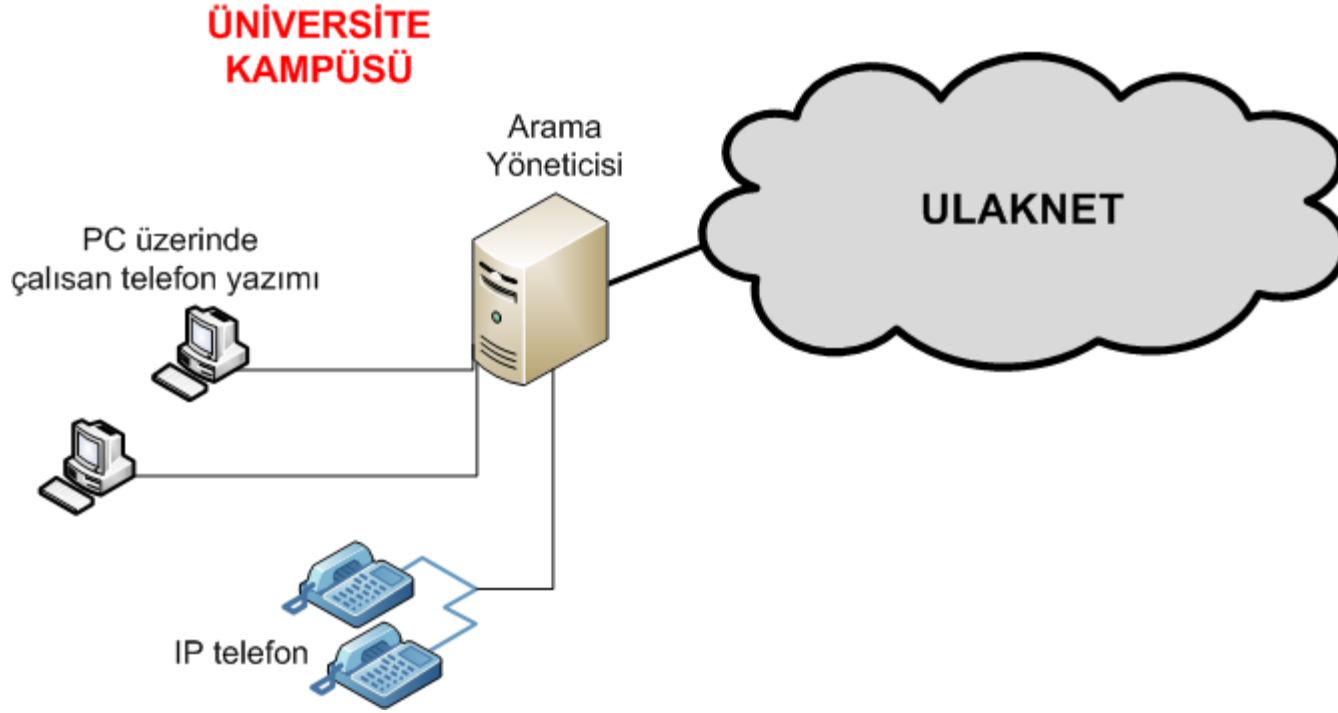 ÜNİVERSİTE
KAMPÜSÜ
Arama
Yöneticisi
ULAKNET
PC üzerinde
çalısan telefon yazımı
IP telefon